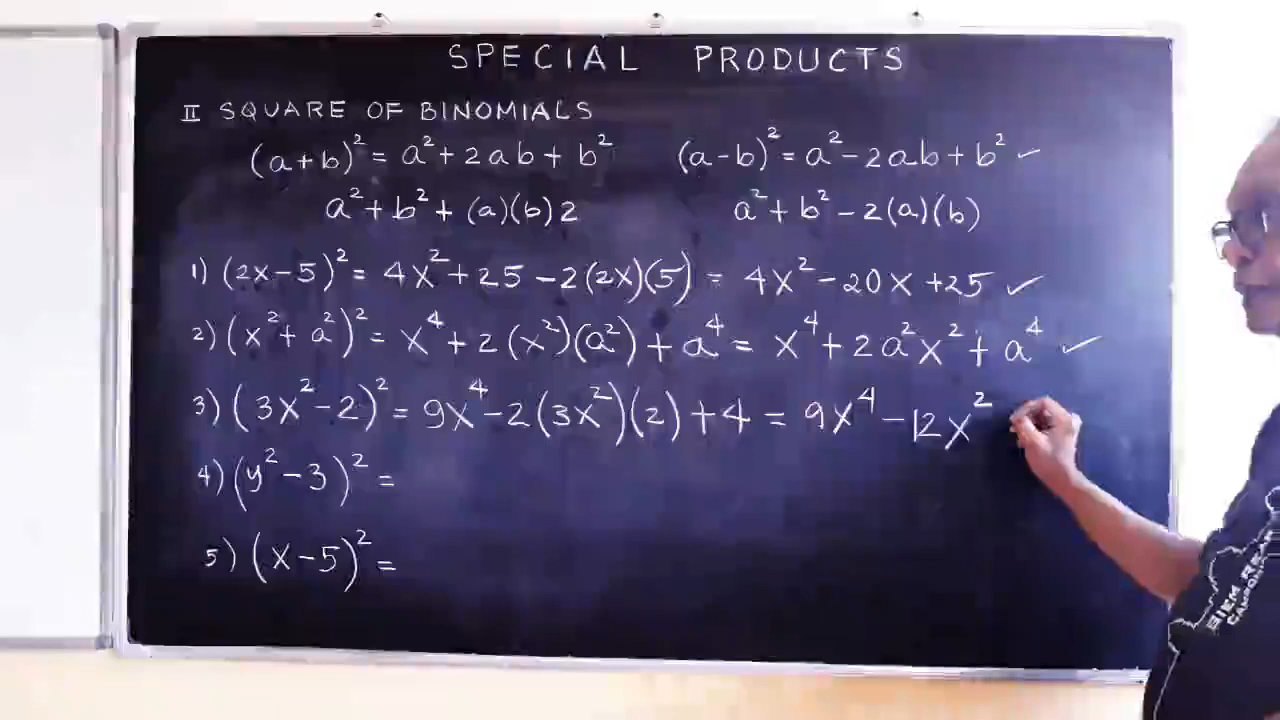 SPECIAL PRODUCTS
II SQUARE OF BINOMIALS
(a+b)² = a² + 2ab + b² (a-b)² = a² - 2ab + b² ✓
a² + b² + (a)(b) 2 a² + b² - 2(a)(b)
1) (2x-5)² = 4x² + 25 - 2(2x)(5) = 4x² - 20x + 25 ✓
2) (x² + a²)² = x⁴ + 2(x²)(a²) + a⁴ = x⁴ + 2a²x² + a⁴ ✓
3) (3x² - 2)² = 9x⁴ - 2(3x²)(2) + 4 = 9x⁴ - 12x²
4) (y² - 3)² =
5) (x - 5)² =